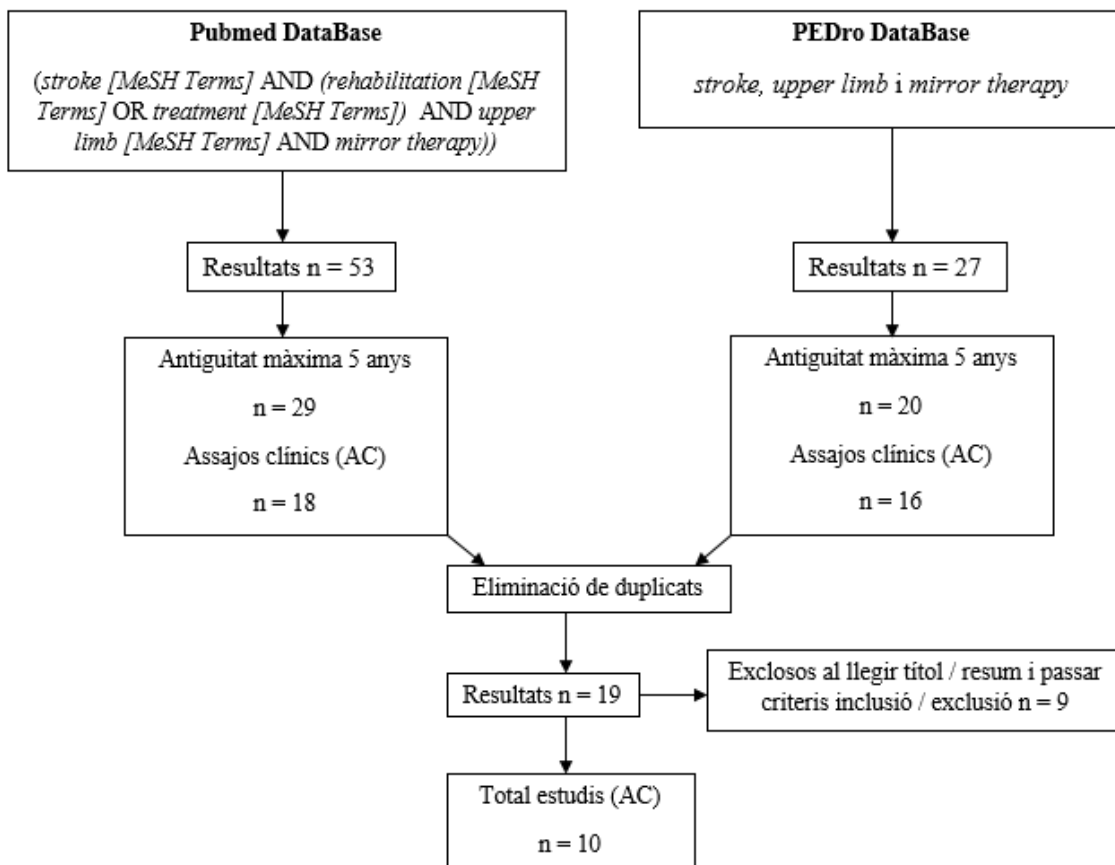 Pubmed DataBase
(stroke [MeSH Terms] AND (rehabilitation [MeSH
Terms] OR treatment [MeSH Terms]) AND upper
limb [MeSH Terms] AND mirror therapy))
PEDro DataBase
stroke, upper limb i mirror therapy
Resultats n = 53
Resultats n = 27
Antiguitat màxima 5 anys
n = 29
Assajos clínics (AC)
n = 18
Antiguitat màxima 5 anys
n = 20
Assajos clínics (AC)
n = 16
Eliminació de duplicats
Resultats n = 19
Exclosos al llegir títol / resum i passar
criteris inclusió / exclusió n = 9
Total estudis (AC)
n = 10